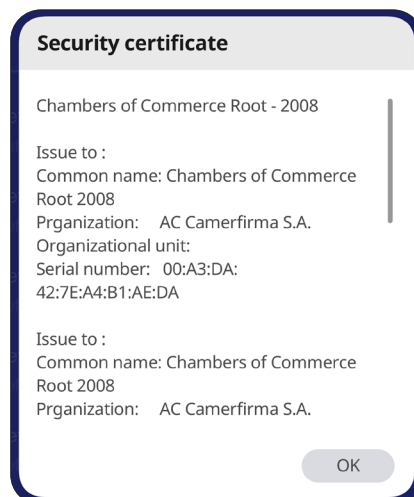 Security certificate
Chambers of Commerce Root - 2008
Issue to :
Common name: Chambers of Commerce
Root 2008
Prganization: AC Camerfirma S.A.
Organizational unit:
Serial number: 00:A3:DA:
42:7E:A4:B1:AE:DA
Issue to :
Common name: Chambers of Commerce
Root 2008
Prganization: AC Camerfirma S.A.
OK